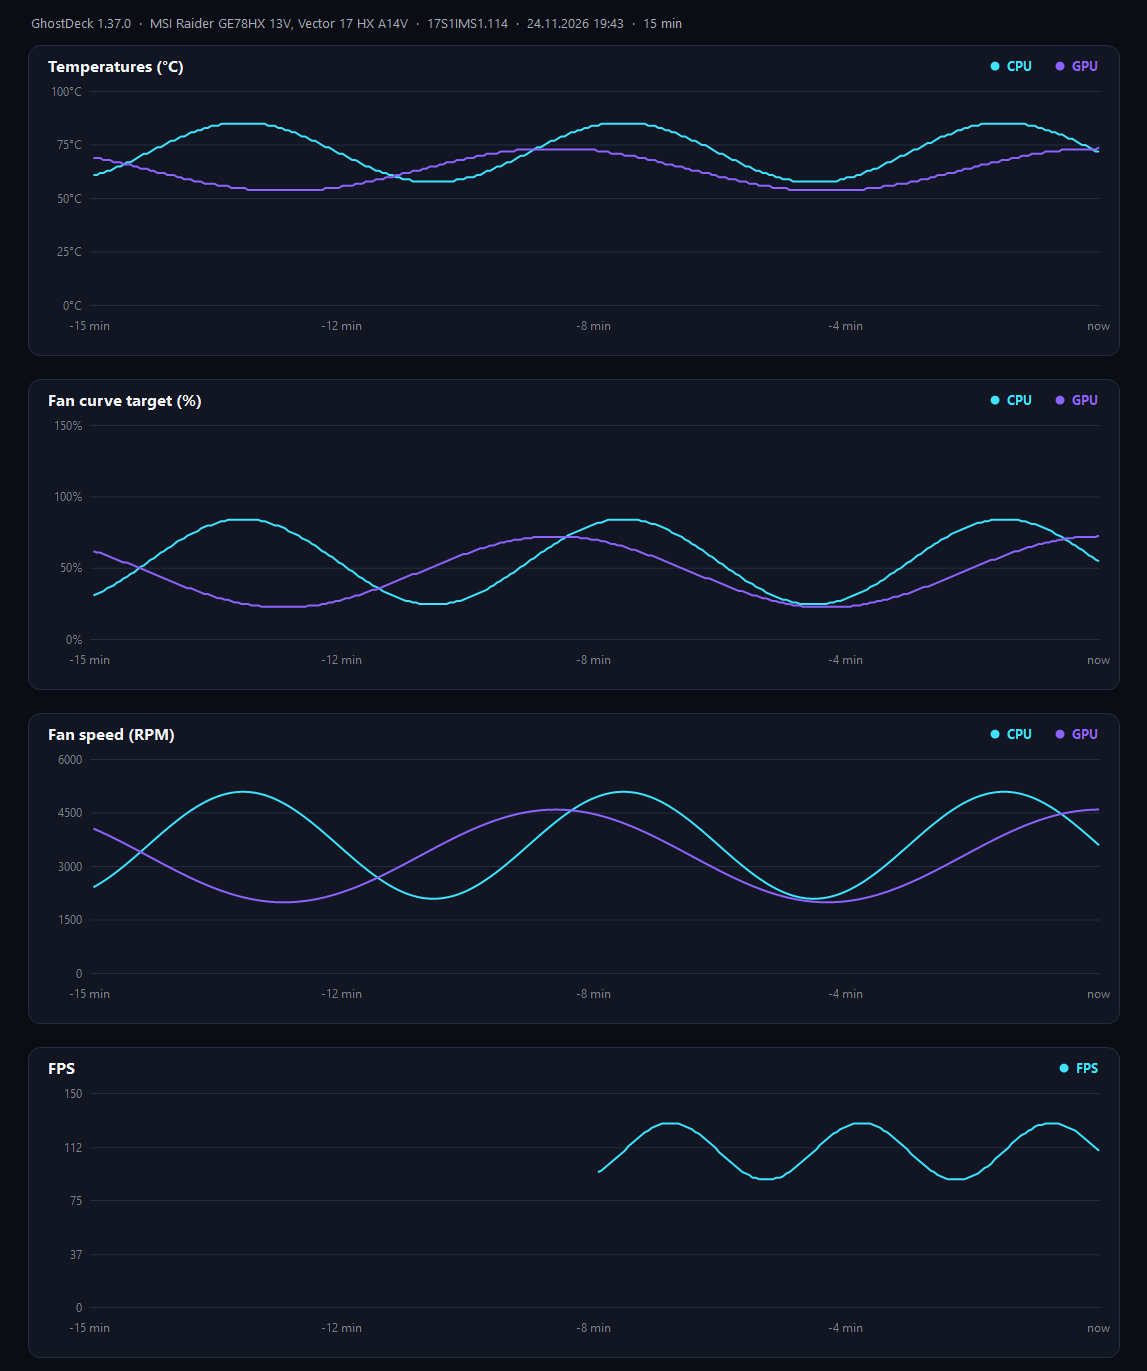 GhostDeck 1.37.0 · MSI Raider GE78HX 13V, Vector 17 HX A14V · 17S1IMS1.114 · 24.11.2026 19:43 · 15 min
Temperatures (°C) CPU GPU
100°C
75°C
50°C
25°C
0°C
-15 min -12 min -8 min -4 min now
Fan curve target (%) CPU GPU
150%
100%
50%
0%
-15 min -12 min -8 min -4 min now
Fan speed (RPM) CPU GPU
6000
4500
3000
1500
0
-15 min -12 min -8 min -4 min now
FPS FPS
150
112
75
37
0
-15 min -12 min -8 min -4 min now